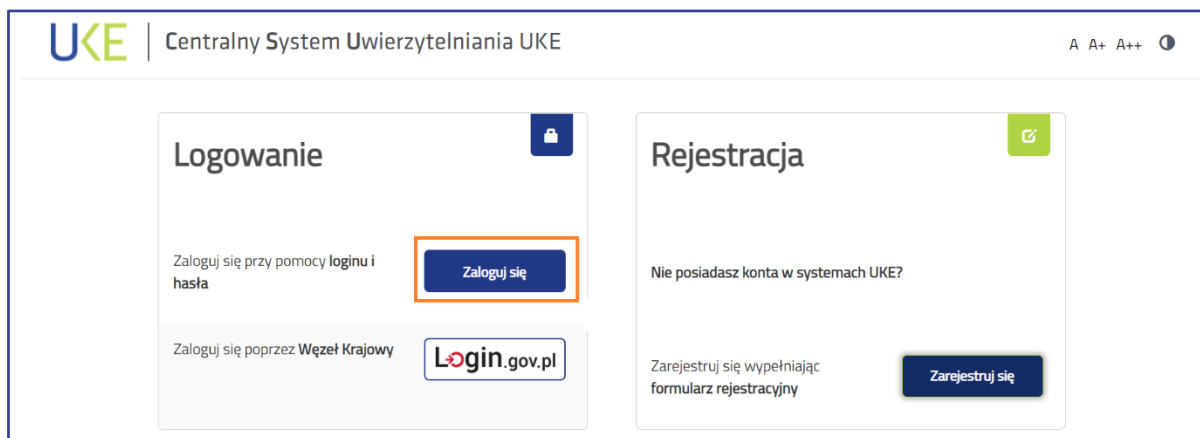 UKE | Centralny System Uwierzytelniania UKE
A A+ A++
Logowanie
Zaloguj się przy pomocy loginu i
hasła
Zaloguj się
Zaloguj się poprzez Węzeł Krajowy
Login.gov.pl
Rejestracja
Nie posiadasz konta w systemach UKE?
Zarejestruj się wypełniając
formularz rejestracyjny
Zarejestruj się